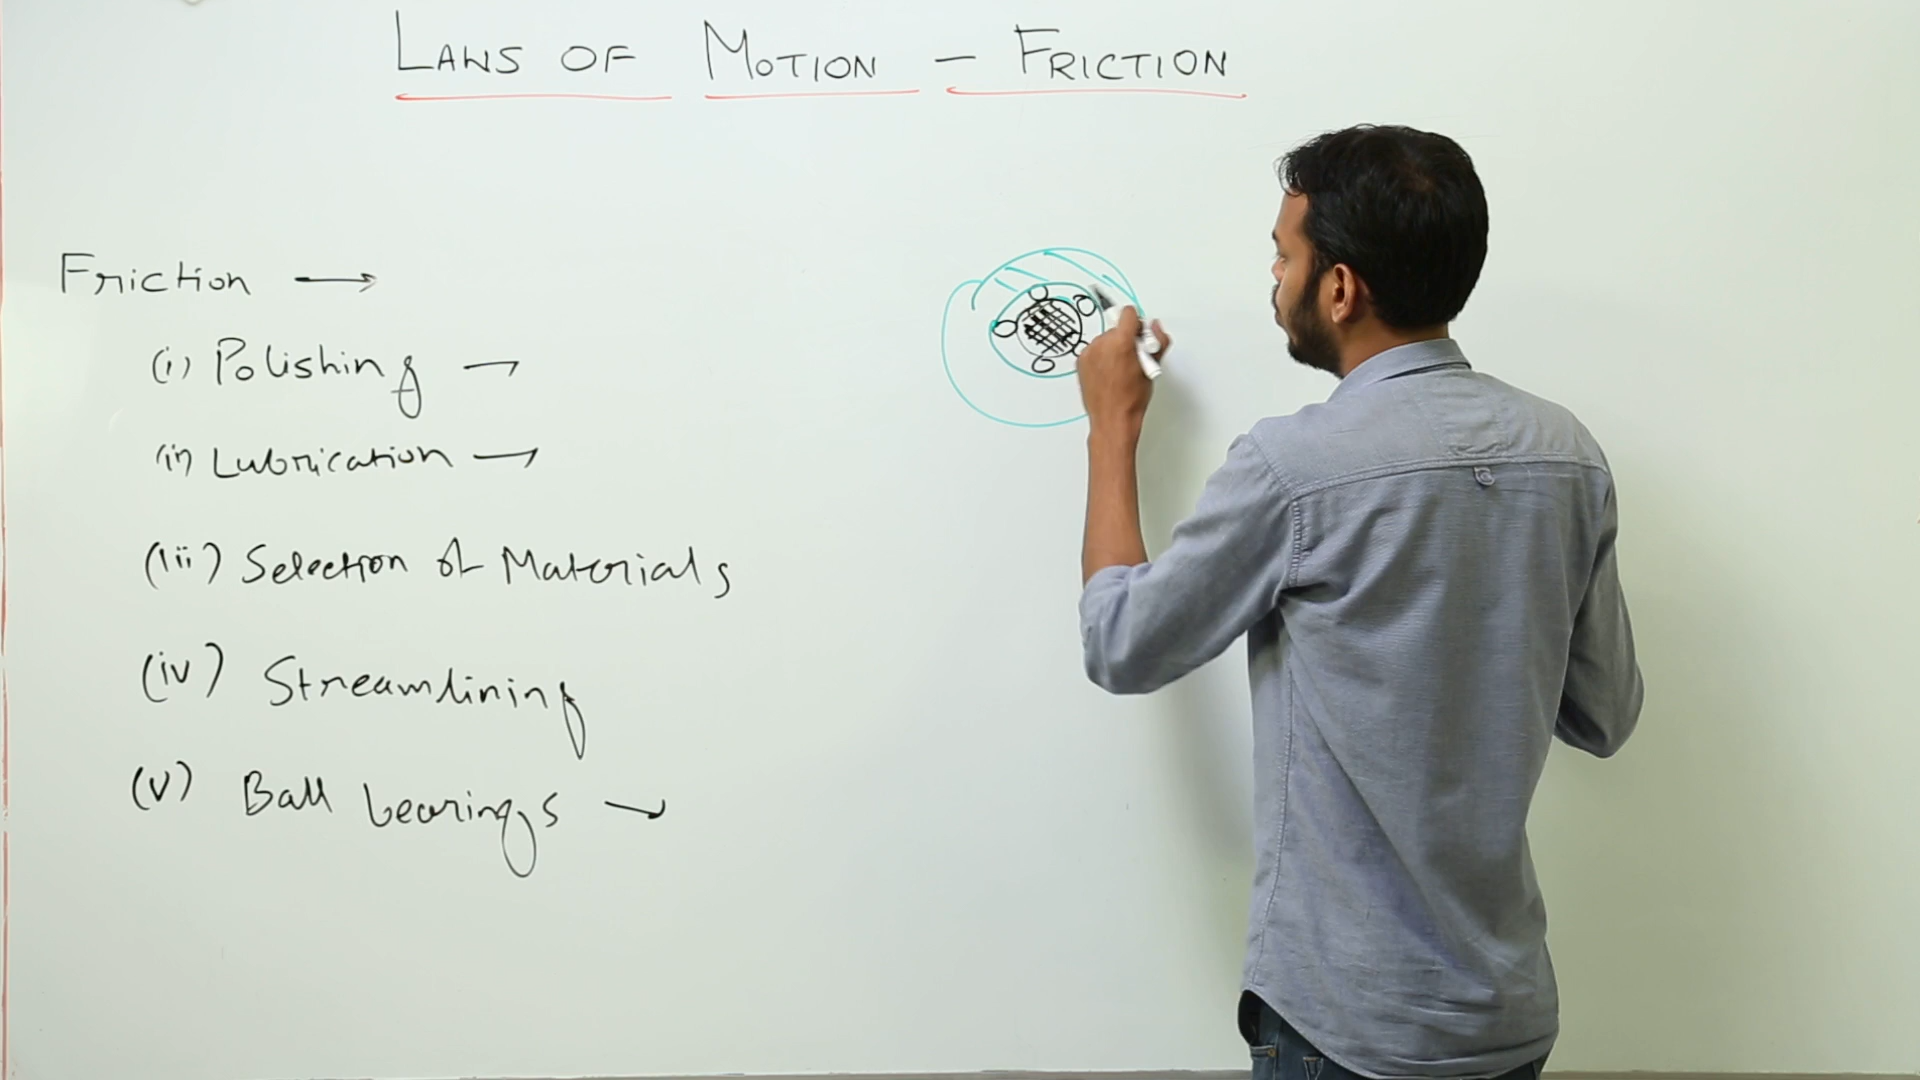 LAWS OF MOTION - FRICTION
Friction →
(i) Polishing →
(ii) Lubrication →
(iii) Selection of Materials
(iv) Streamlining
(v) Ball bearings →